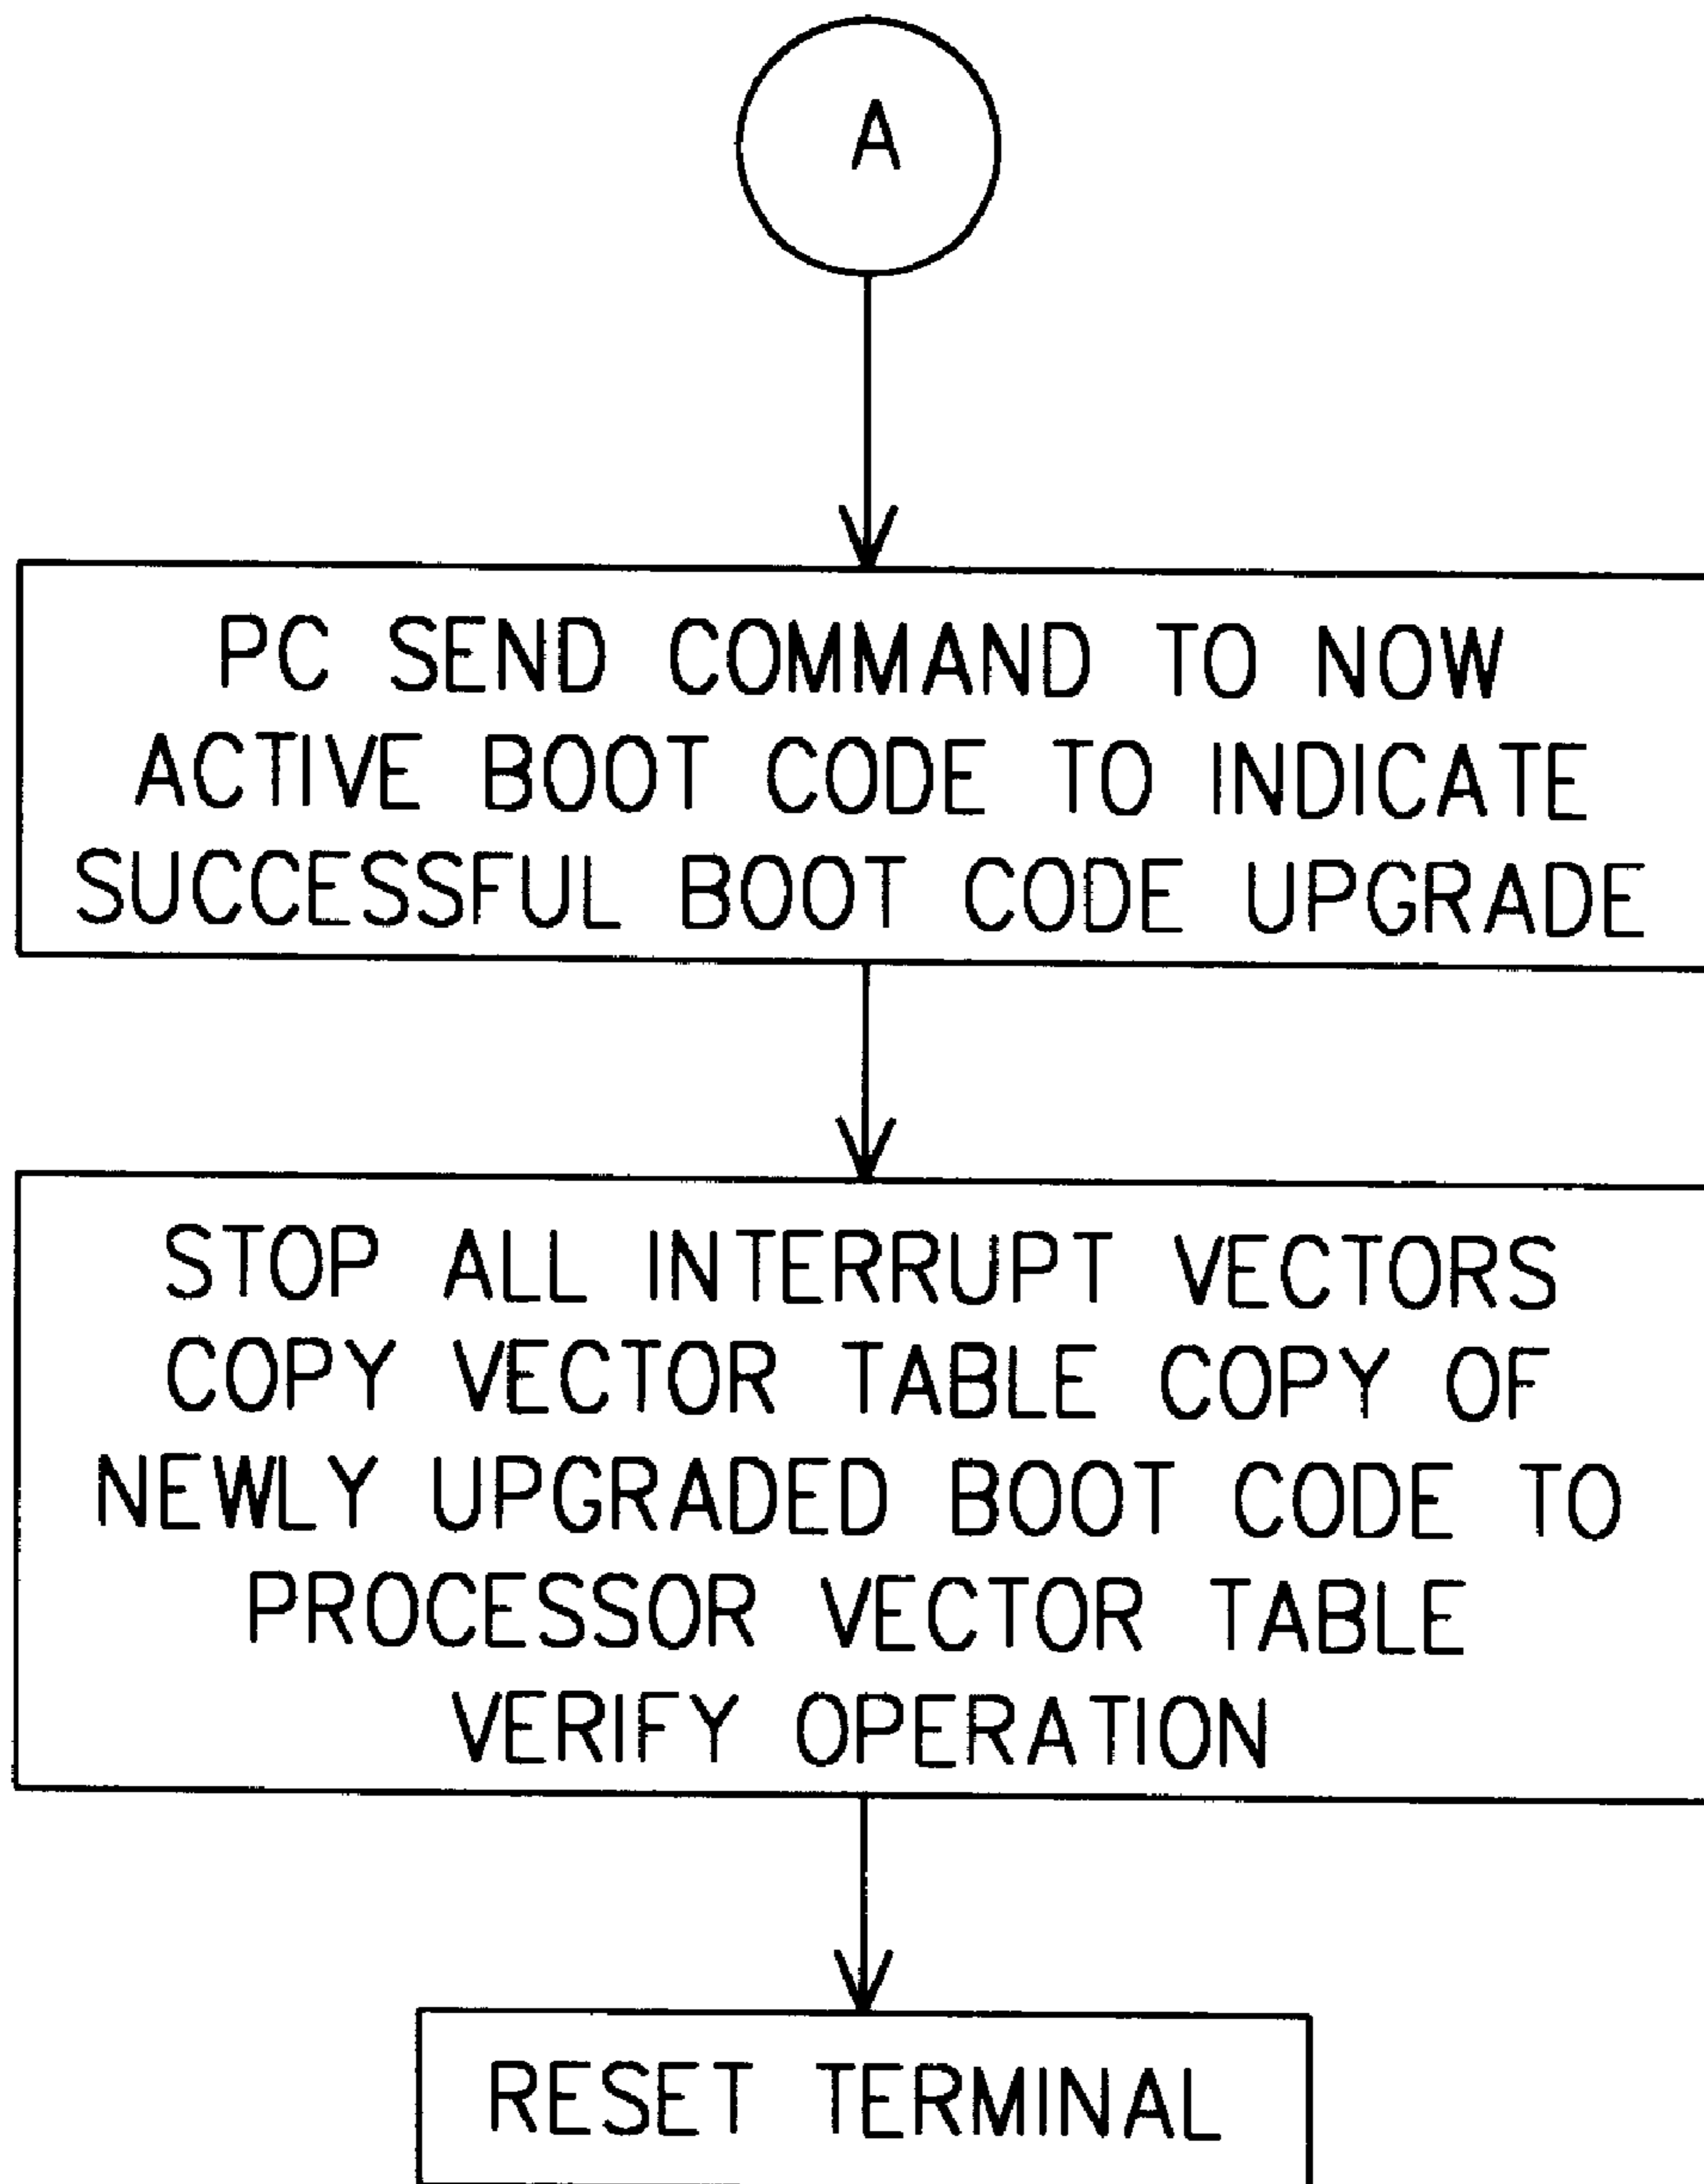 A
PC SEND COMMAND TO NOW
ACTIVE BOOT CODE TO INDICATE
SUCCESSFUL BOOT CODE UPGRADE
STOP ALL INTERRUPT VECTORS
COPY VECTOR TABLE COPY OF
NEWLY UPGRADED BOOT CODE TO
PROCESSOR VECTOR TABLE
VERIFY OPERATION
RESET TERMINAL